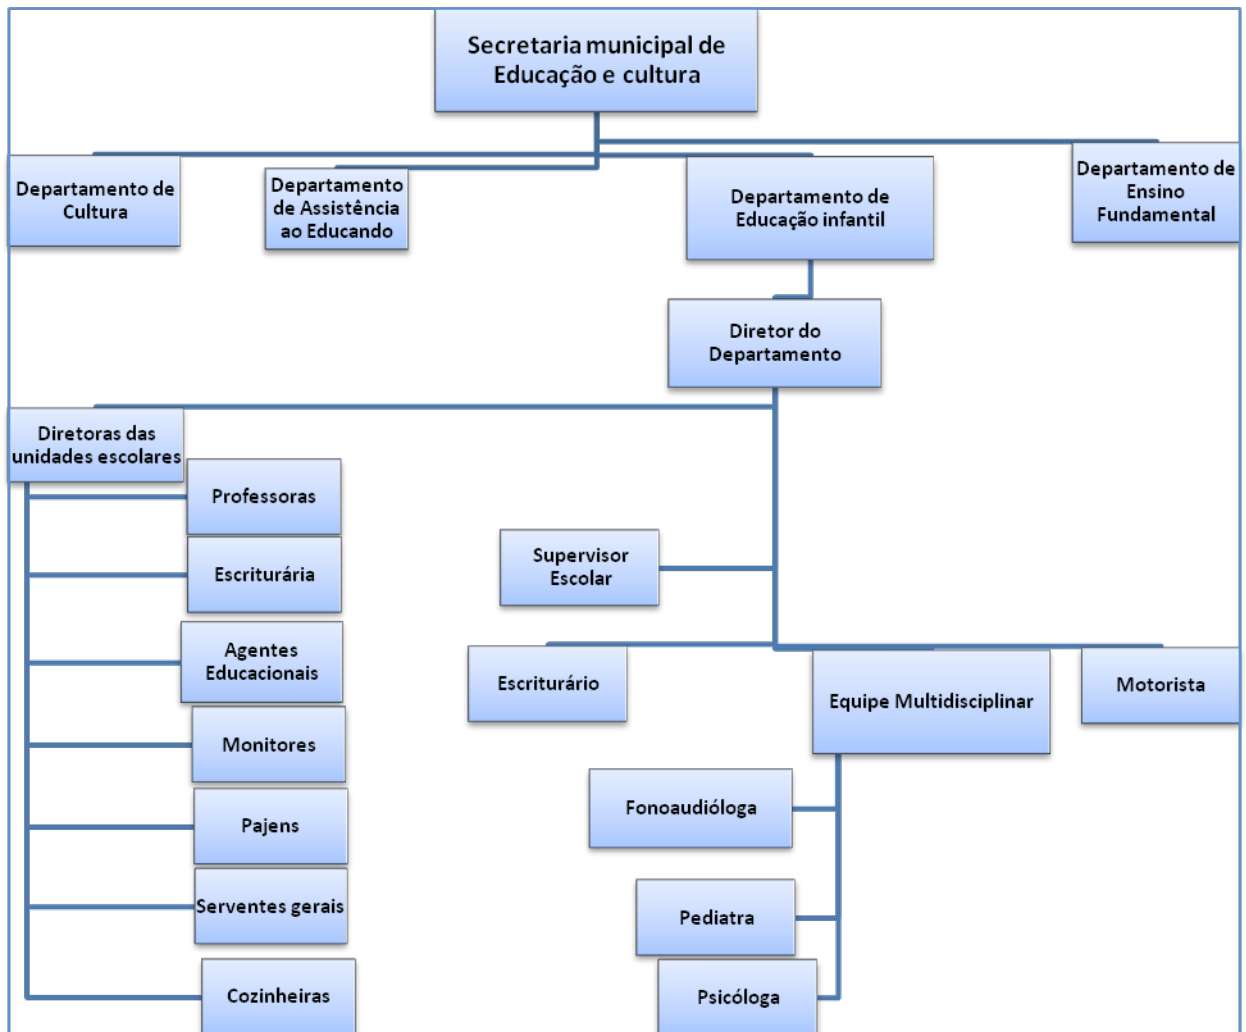 Secretaria municipal de
Educação e cultura
Departamento de
Cultura
Departamento
de Assistência
ao Educando
Departamento de
Educação infantil
Departamento de
Ensino
Fundamental
Diretor do
Departamento
Diretoras das
unidades escolares
Professoras
Escriturária
Agentes
Educacionais
Monitores
Pajens
Serventes gerais
Cozinheiras
Supervisor
Escolar
Escriturário
Equipe Multidisciplinar
Motorista
Fonoaudióloga
Pediatra
Psicóloga